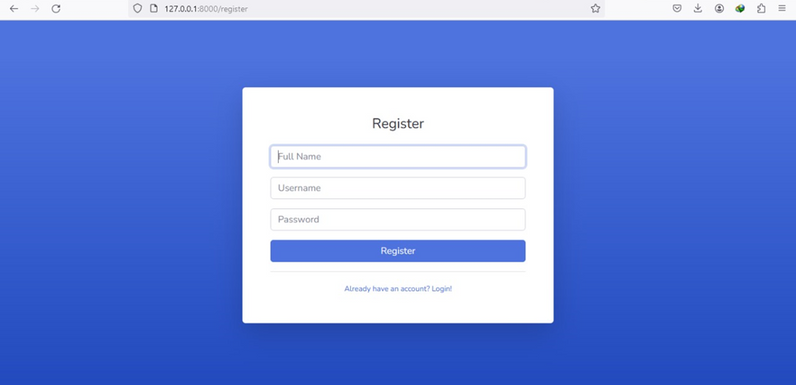 127.0.0.1:8000/register
Register
Full Name
Username
Password
Register
Already have an account? Login!